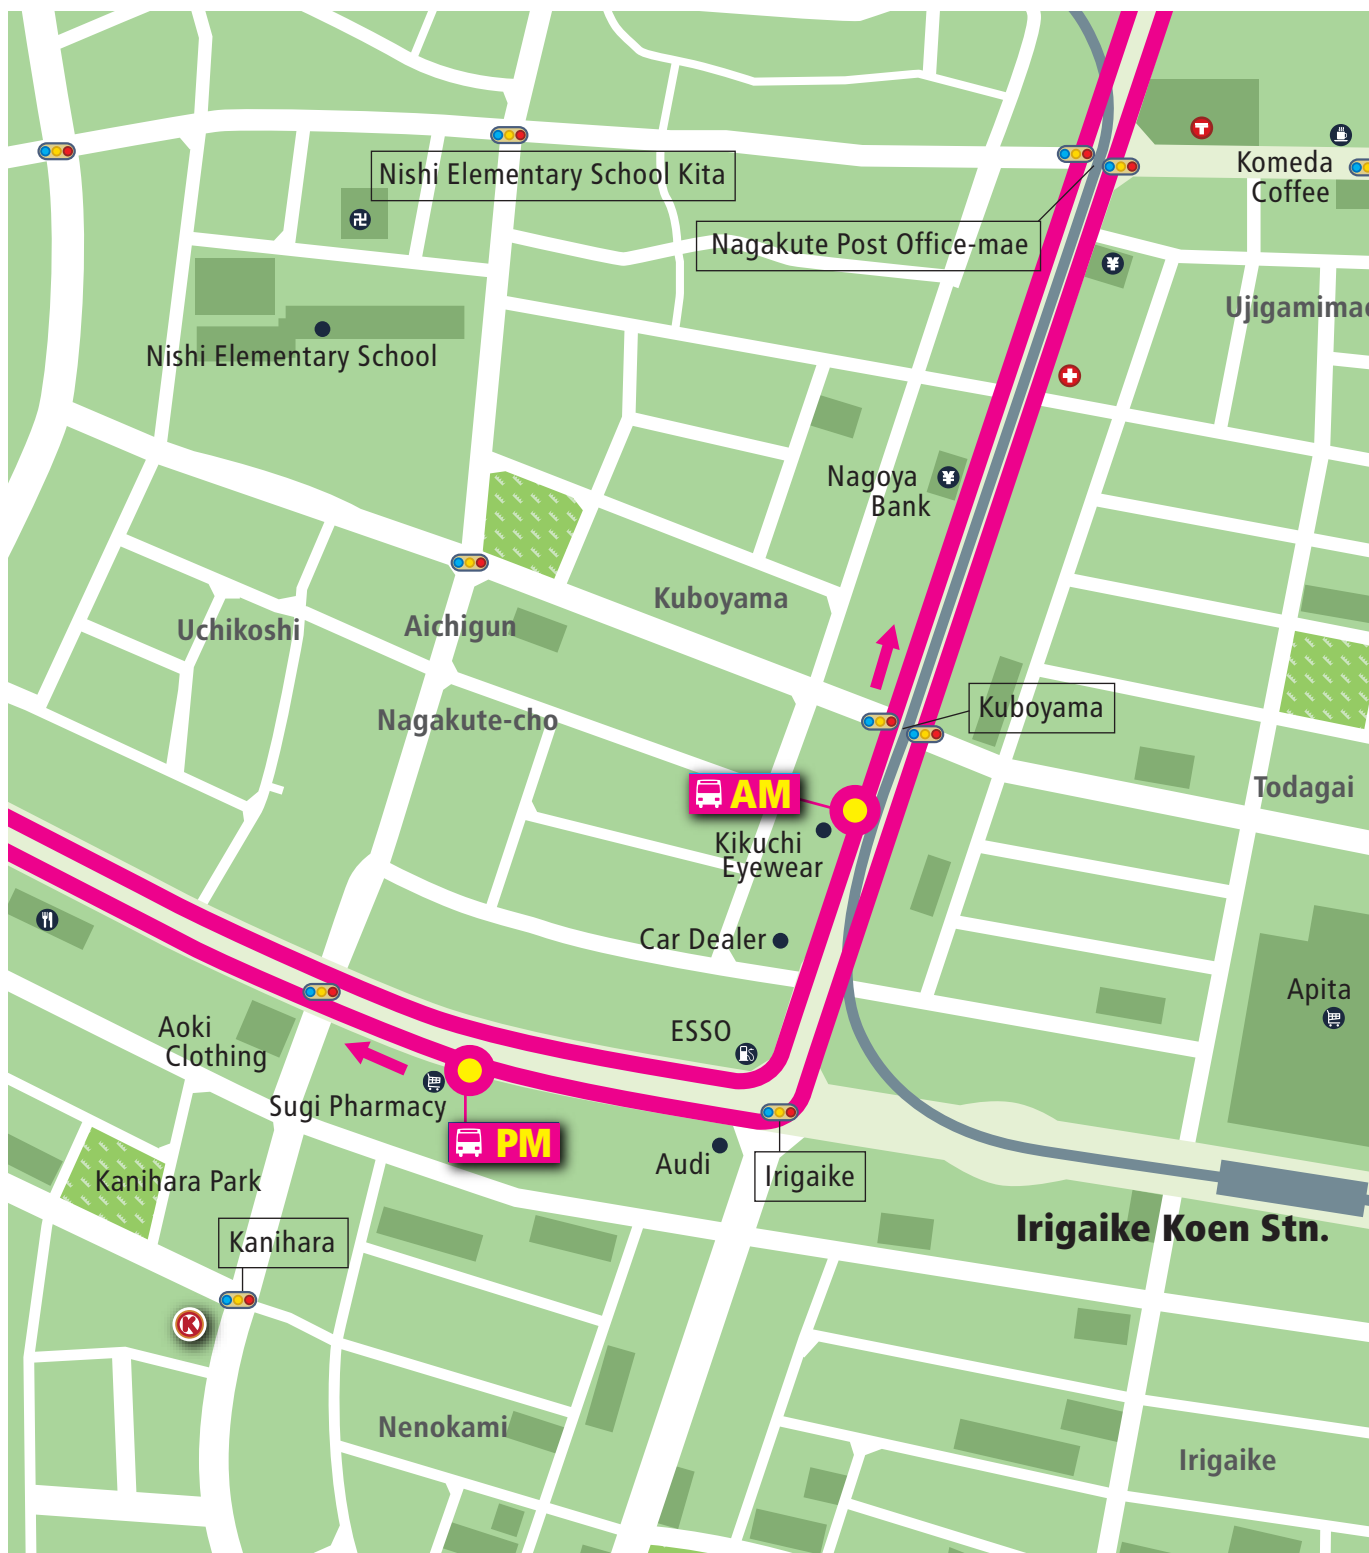 Nishi Elementary School Kita
Komeda
Coffee
Nagakute Post Office-mae
卍
¥
Nishi Elementary School
Nagoya
Bank
¥
Kuboyama
Uchikoshi
Aichigun
Nagakute-cho
Kuboyama
AM
Todagai
Kikuchi
Eyewear
Car Dealer
Apita
Aoki
Clothing
ESSO
Sugi Pharmacy
PM
Audi
Irigaike
Kanihara Park
Irigaike Koen Stn.
Kanihara
K
Nenokami
Irigaike